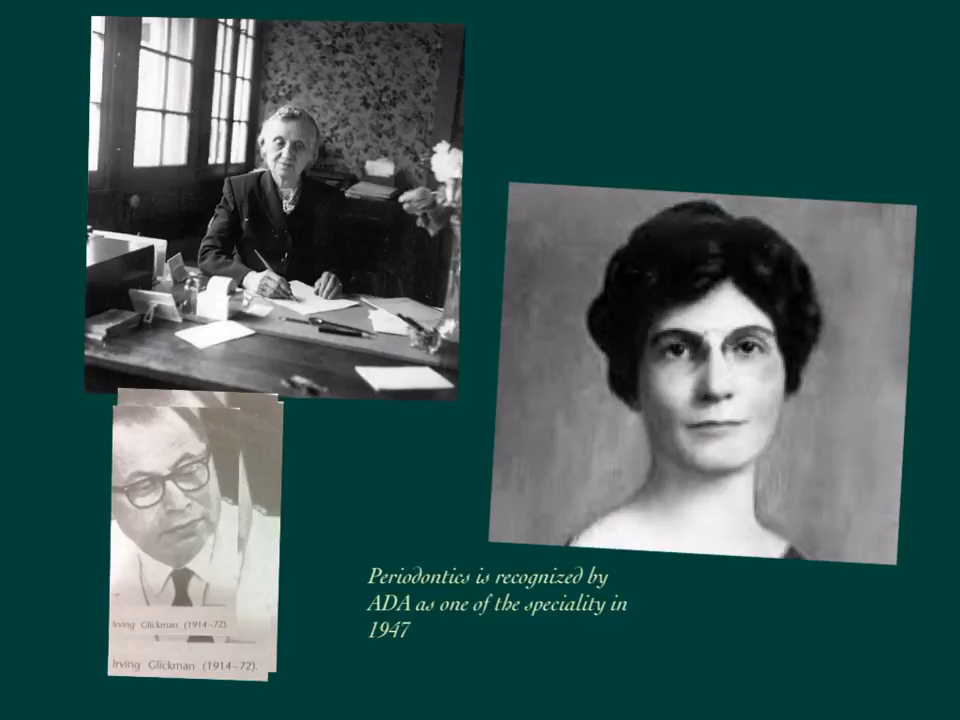 Irving Glickman (1914-72).
Irving Glickman (1914-72).
Periodontics is recognized by
ADA as one of the speciality in
1947